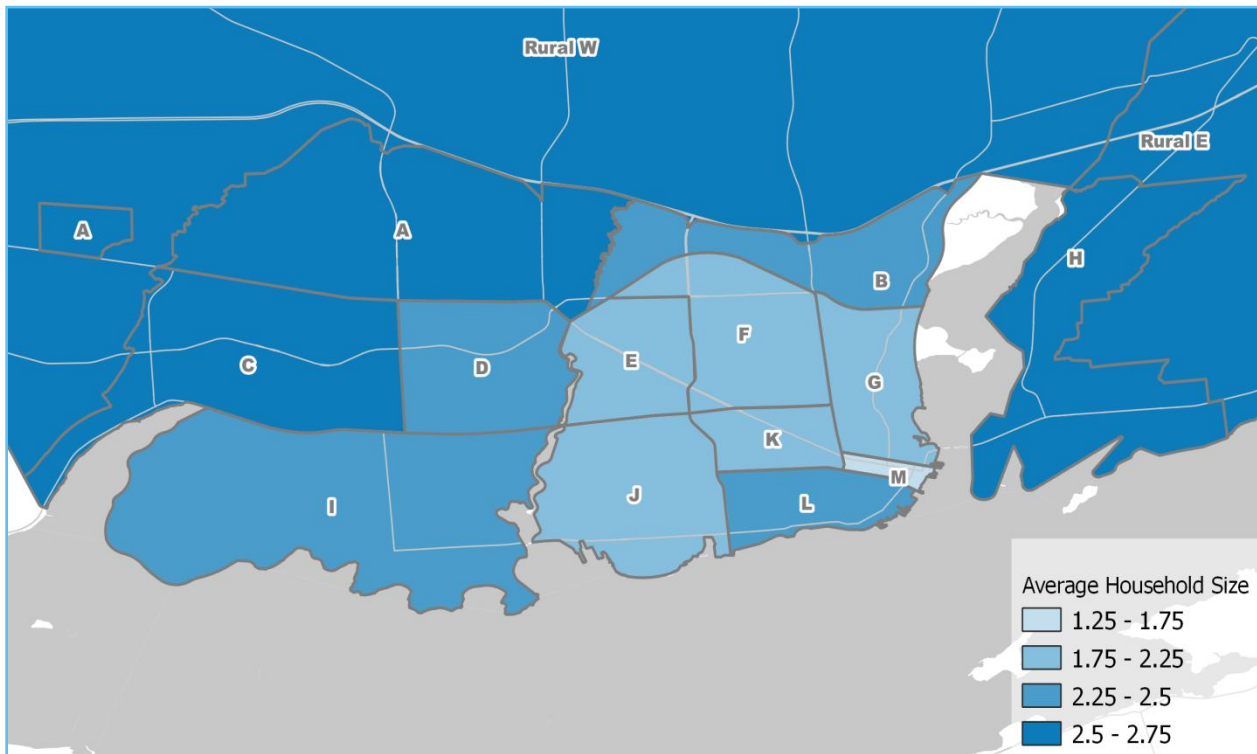 Rural W
Rural E
A
A
H
B
C
D
E
F
G
K
M
I
J
L
Average Household Size
1.25 - 1.75
1.75 - 2.25
2.25 - 2.5
2.5 - 2.75